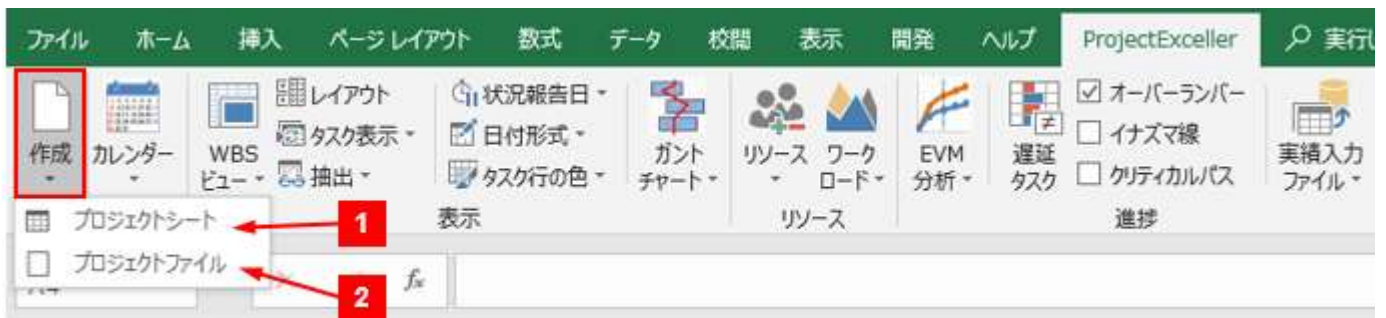 ファイル ホーム 挿入 ページ レイアウト 数式 データ 校閲 表示 開発 ヘルプ ProjectExceller 実行し
作成
カレンダー
WBS
ビュー
レイアウト
タスク表示
抽出
状況報告日
日付形式
タスク行の色
ガント
チャート
リソース
ワーク
ロード
EVM
分析
遅延
タスク
オーバーランバー
イナズマ線
クリティカルパス
実績入力
ファイル
表示 リソース 進捗
プロジェクトシート 1
プロジェクトファイル 2
fx